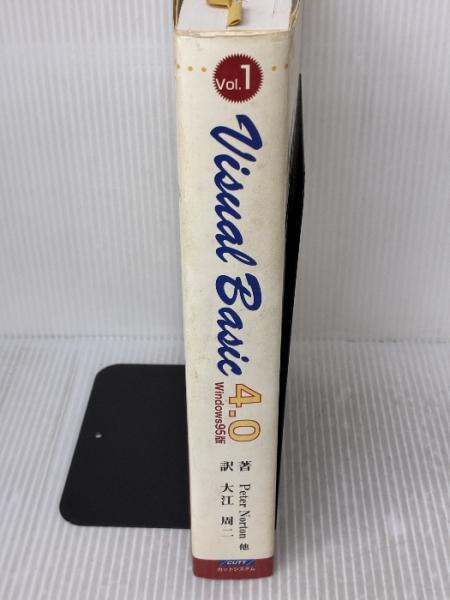 Vol.1
Visual Basic
4.0
Windows95版
著 Peter Norton 他
訳 大江 周二
CUTT
カットシステム